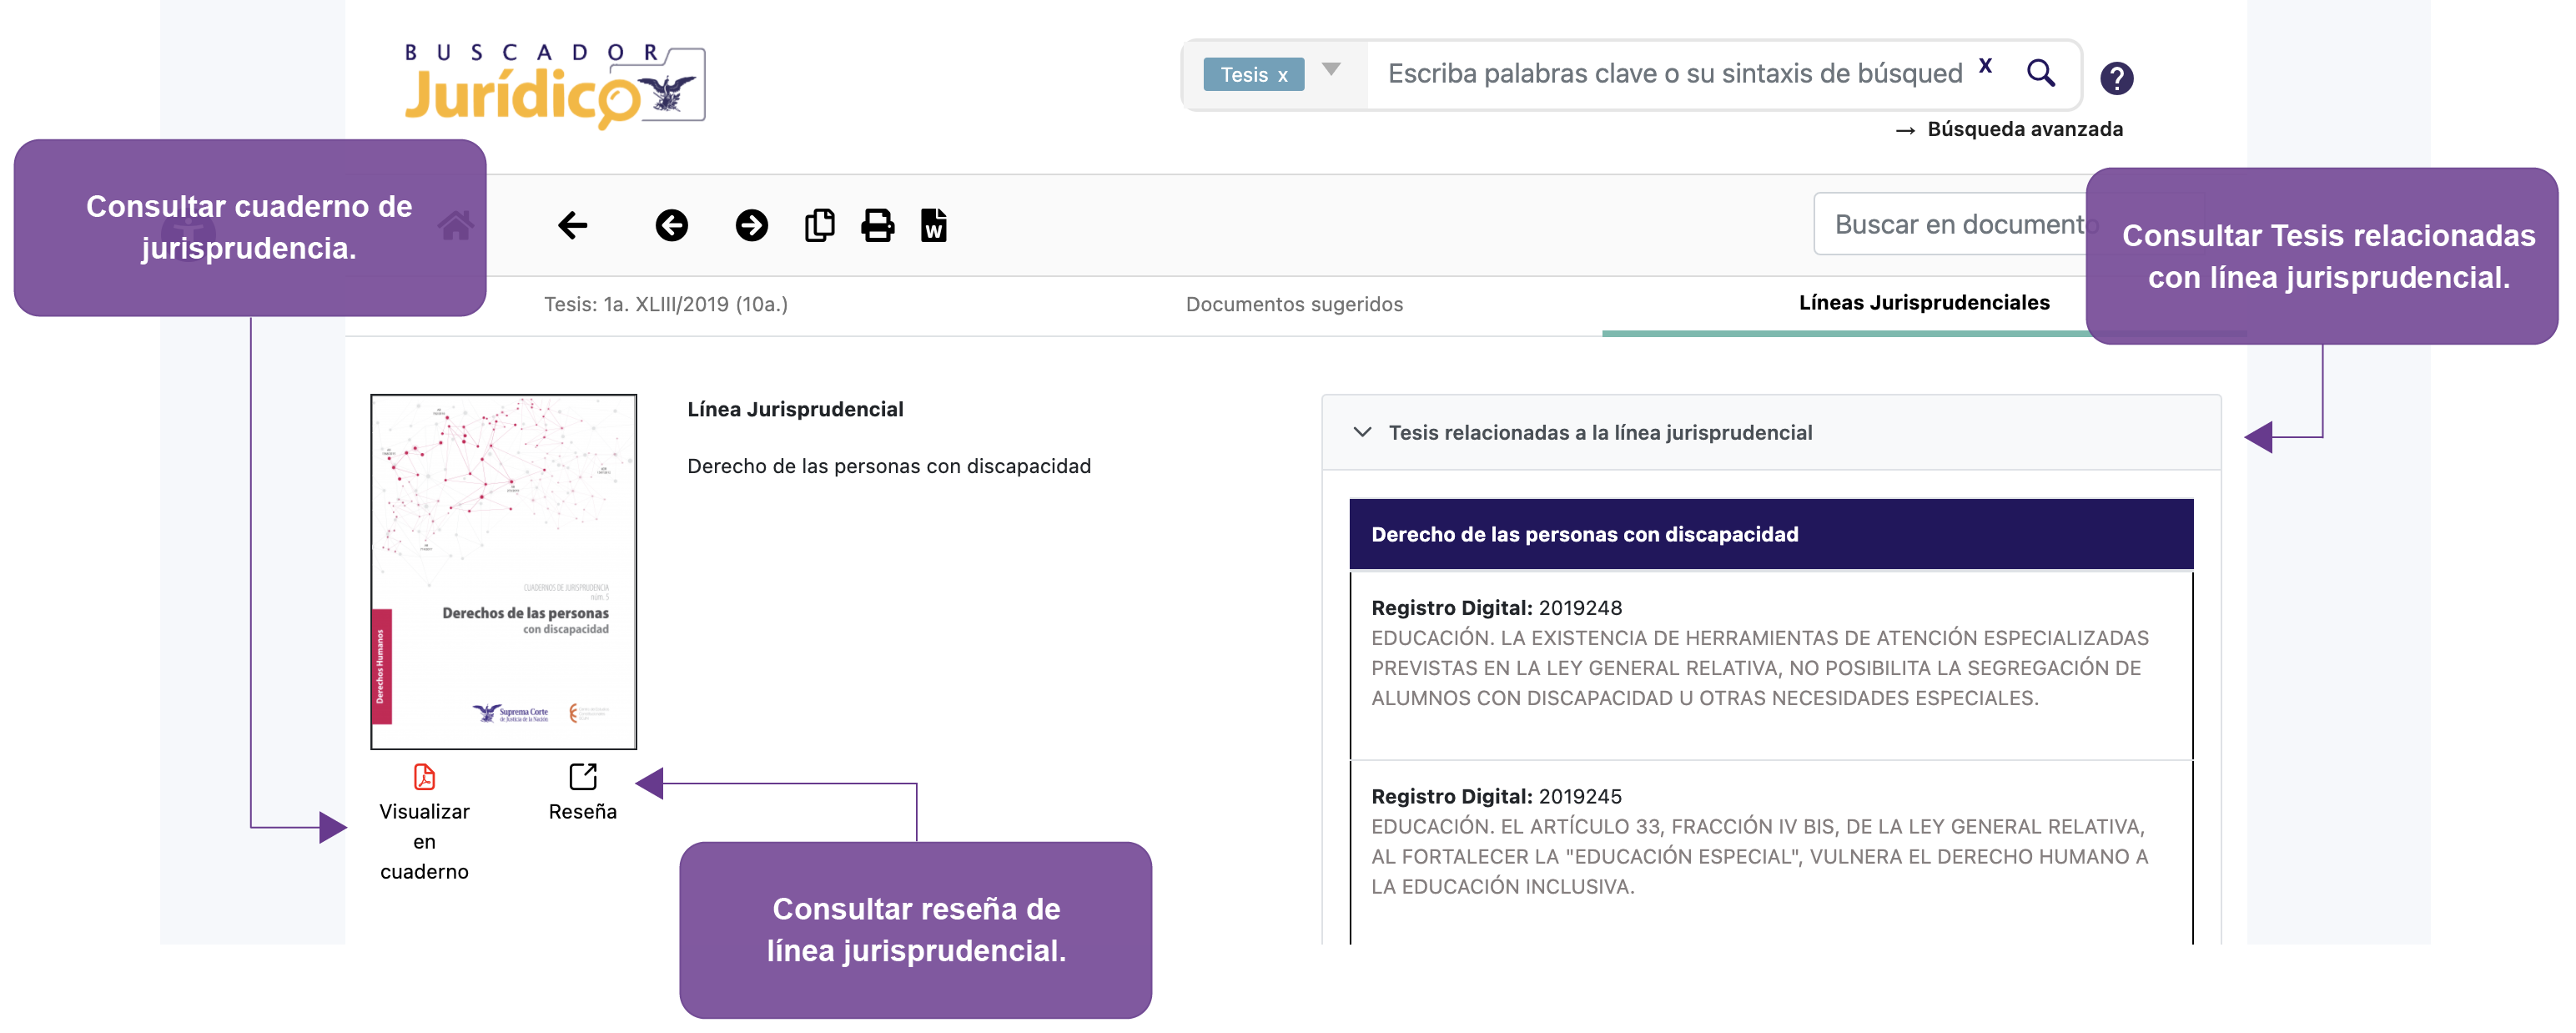 BUSCADOR
Jurídico
Tesis x
Escriba palabras clave o su sintaxis de búsqued
x
?
→ Búsqueda avanzada
Consultar cuaderno de
jurisprudencia.
W
Buscar en documento
Consultar Tesis relacionadas
con línea jurisprudencial.
Tesis: 1a. XLIII/2019 (10a.)
Documentos sugeridos
Líneas Jurisprudenciales
CUADERNOS DE JURISPRUDENCIA
núm. 5
Derechos de las personas
con discapacidad
Derechos Humanos
Suprema Corte
de Justicia de la Nación
Línea Jurisprudencial
Derecho de las personas con discapacidad
Visualizar
en
cuaderno
Reseña
Consultar reseña de
línea jurisprudencial.
Tesis relacionadas a la línea jurisprudencial
Derecho de las personas con discapacidad
Registro Digital: 2019248
EDUCACIÓN. LA EXISTENCIA DE HERRAMIENTAS DE ATENCIÓN ESPECIALIZADAS
PREVISTAS EN LA LEY GENERAL RELATIVA, NO POSIBILITA LA SEGREGACIÓN DE
ALUMNOS CON DISCAPACIDAD U OTRAS NECESIDADES ESPECIALES.
Registro Digital: 2019245
EDUCACIÓN. EL ARTÍCULO 33, FRACCIÓN IV BIS, DE LA LEY GENERAL RELATIVA,
AL FORTALECER LA "EDUCACIÓN ESPECIAL", VULNERA EL DERECHO HUMANO A
LA EDUCACIÓN INCLUSIVA.